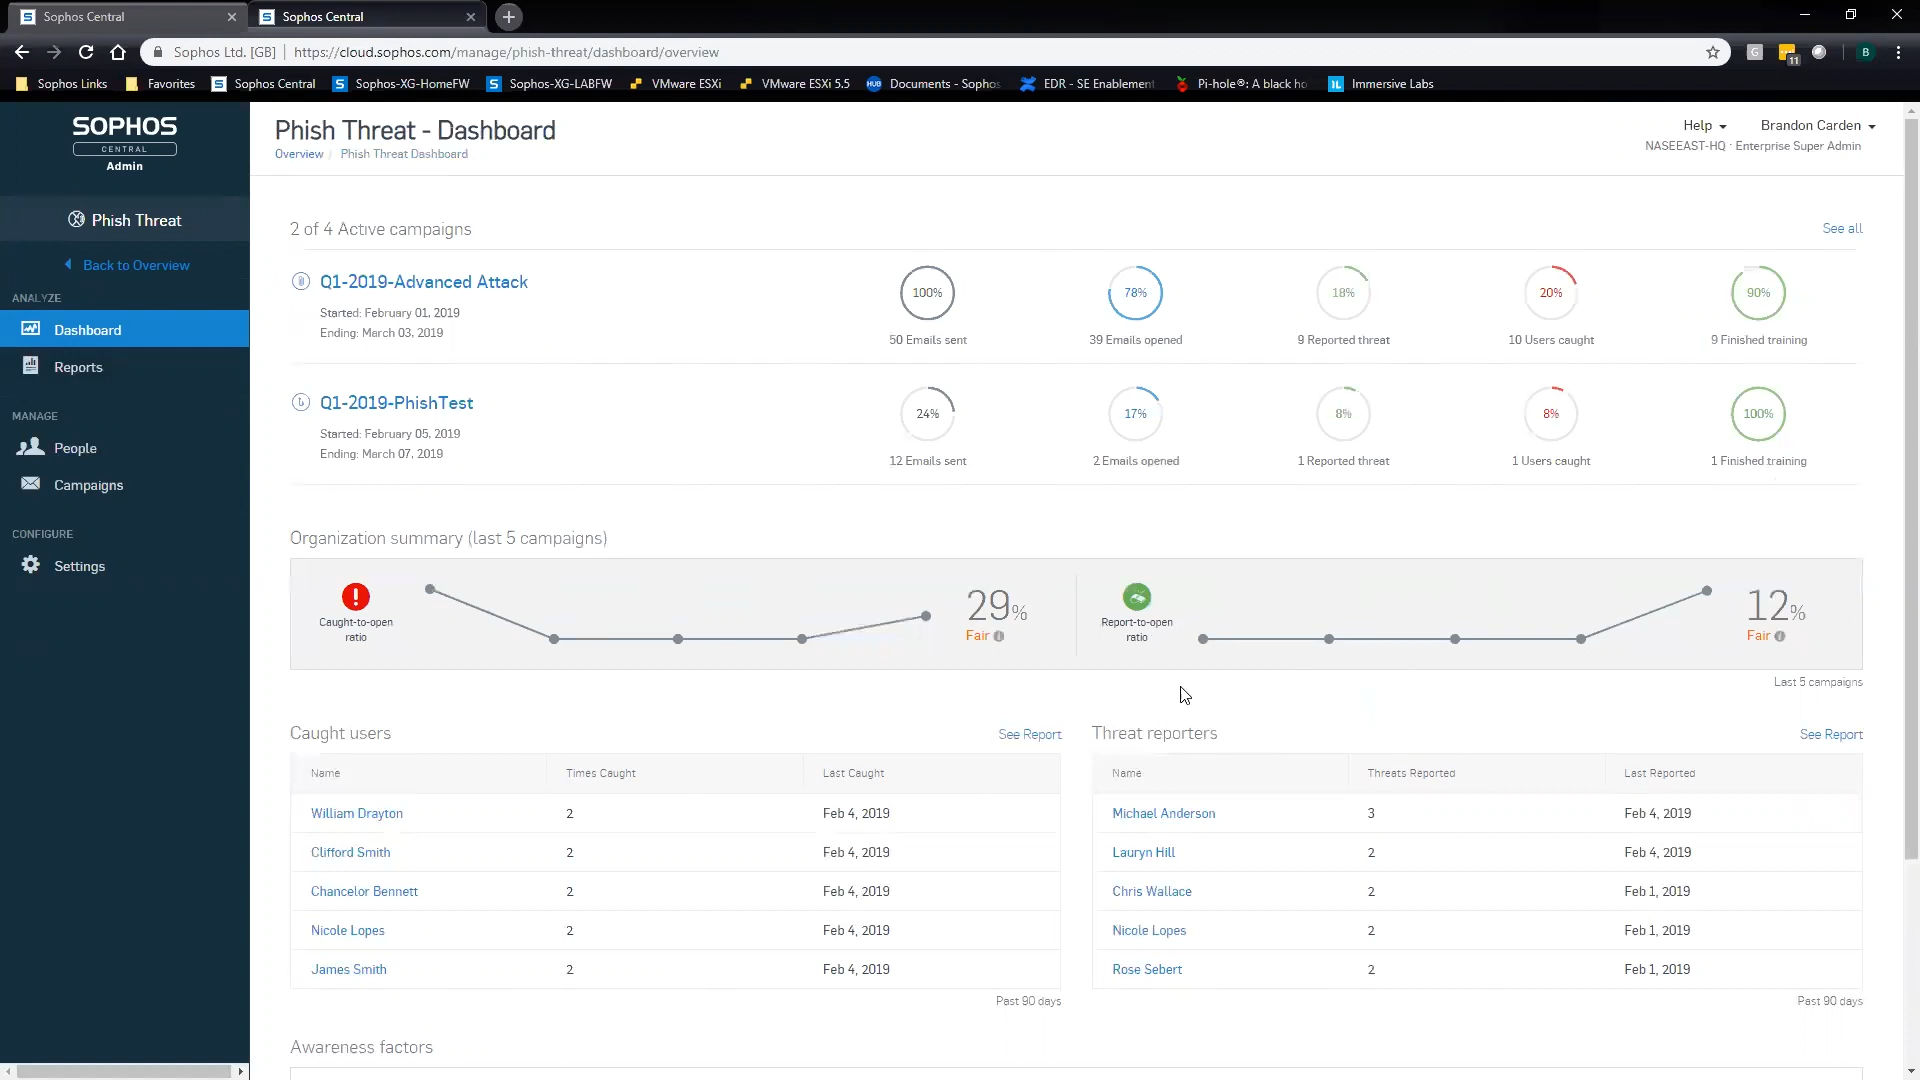 Sophos Central
Sophos Central
Sophos Ltd. [GB] | https://cloud.sophos.com/manage/phish-threat/dashboard/overview
G
11
B
Sophos Links
Favorites
Sophos Central
Sophos-XG-HomeFW
Sophos-XG-LABFW
VMware ESXi
VMware ESXi 5.5
HUB
Documents - Sophos
EDR - SE Enablement
Pi-hole®: A black ho
IL
Immersive Labs
SOPHOS
CENTRAL
Admin
Phish Threat
Back to Overview
ANALYZE
Dashboard
Reports
MANAGE
People
Campaigns
CONFIGURE
Settings
Phish Threat - Dashboard
Overview / Phish Threat Dashboard
Help
Brandon Carden
NASEEAST-HQ · Enterprise Super Admin
2 of 4 Active campaigns
See all
Q1-2019-Advanced Attack
Started: February 01, 2019
Ending: March 03, 2019
100%
50 Emails sent
78%
39 Emails opened
18%
9 Reported threat
20%
10 Users caught
90%
9 Finished training
Q1-2019-PhishTest
Started: February 05, 2019
Ending: March 07, 2019
24%
12 Emails sent
17%
2 Emails opened
8%
1 Reported threat
8%
1 Users caught
100%
1 Finished training
Organization summary (last 5 campaigns)
Caught-to-open
ratio
29%
Fair
Report-to-open
ratio
12%
Fair
Last 5 campaigns
Caught users
See Report
Name Times Caught Last Caught
William Drayton 2 Feb 4, 2019
Clifford Smith 2 Feb 4, 2019
Chancelor Bennett 2 Feb 4, 2019
Nicole Lopes 2 Feb 4, 2019
James Smith 2 Feb 4, 2019
Past 90 days
Threat reporters
See Report
Name Threats Reported Last Reported
Michael Anderson 3 Feb 4, 2019
Lauryn Hill 2 Feb 4, 2019
Chris Wallace 2 Feb 1, 2019
Nicole Lopes 2 Feb 1, 2019
Rose Sebert 2 Feb 1, 2019
Past 90 days
Awareness factors